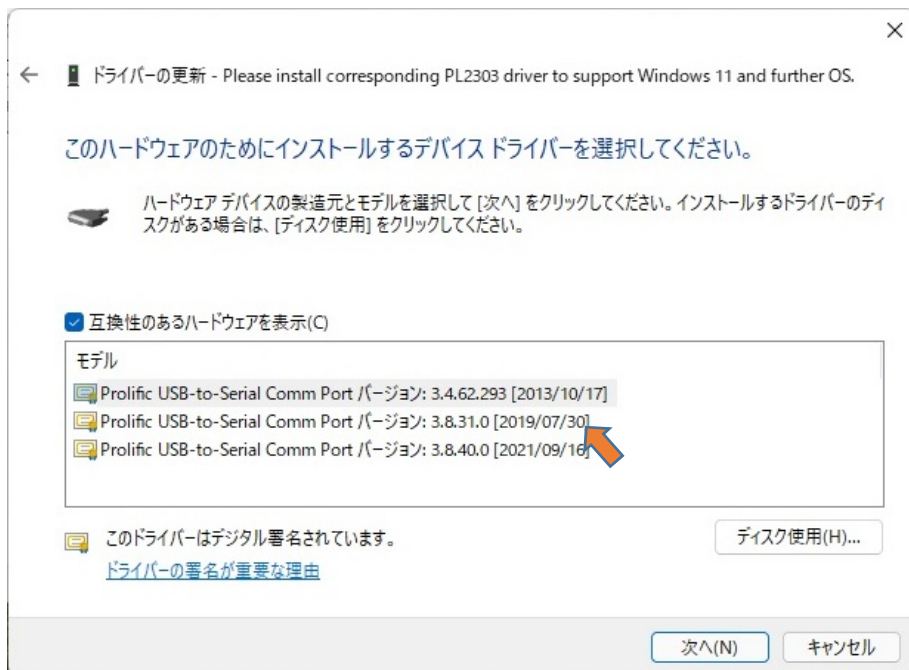 ドライバーの更新 - Please install corresponding PL2303 driver to support Windows 11 and further OS.
このハードウェアのためにインストールするデバイス ドライバーを選択してください。
ハードウェア デバイスの製造元とモデルを選択して [次へ] をクリックしてください。インストールするドライバーのディ
スクがある場合は、[ディスク使用] をクリックしてください。
互換性のあるハードウェアを表示(C)
モデル
Prolific USB-to-Serial Comm Port バージョン: 3.4.62.293 [2013/10/17]
Prolific USB-to-Serial Comm Port バージョン: 3.8.31.0 [2019/07/30]
Prolific USB-to-Serial Comm Port バージョン: 3.8.40.0 [2021/09/16]
このドライバーはデジタル署名されています。
ディスク使用(H)...
ドライバーの署名が重要な理由
次へ(N)
キャンセル